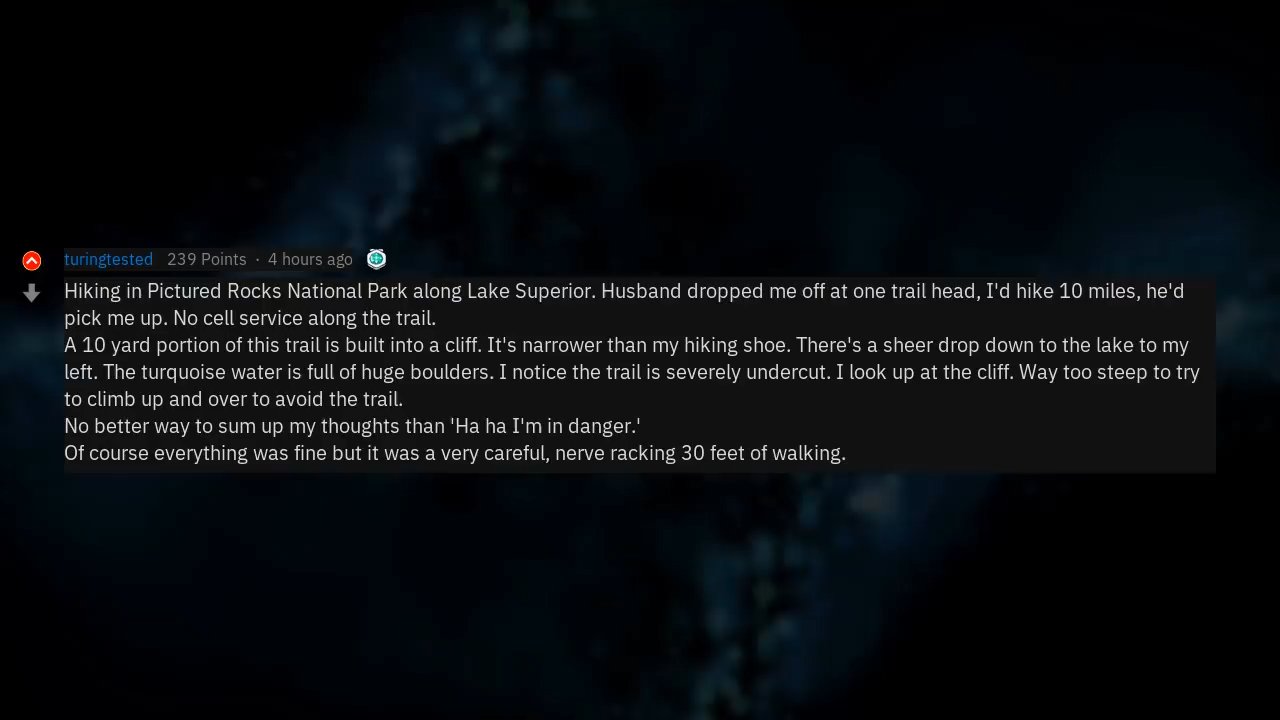 turingtested 239 Points · 4 hours ago
Hiking in Pictured Rocks National Park along Lake Superior. Husband dropped me off at one trail head, I'd hike 10 miles, he'd
pick me up. No cell service along the trail.
A 10 yard portion of this trail is built into a cliff. It's narrower than my hiking shoe. There's a sheer drop down to the lake to my
left. The turquoise water is full of huge boulders. I notice the trail is severely undercut. I look up at the cliff. Way too steep to try
to climb up and over to avoid the trail.
No better way to sum up my thoughts than 'Ha ha I'm in danger.'
Of course everything was fine but it was a very careful, nerve racking 30 feet of walking.